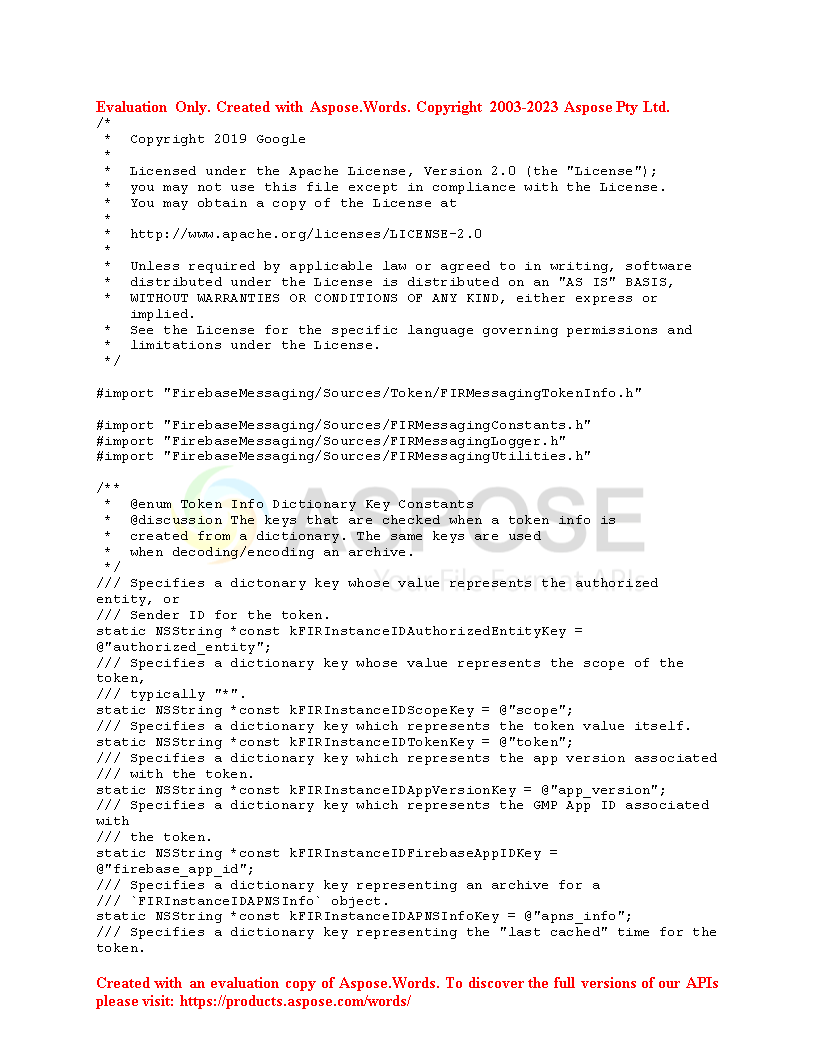 Evaluation Only. Created with Aspose.Words. Copyright 2003-2023 Aspose Pty Ltd.
/*
 *  Copyright 2019 Google
 *
 *  Licensed under the Apache License, Version 2.0 (the "License");
 *  you may not use this file except in compliance with the License.
 *  You may obtain a copy of the License at
 *
 *  http://www.apache.org/licenses/LICENSE-2.0
 *
 *  Unless required by applicable law or agreed to in writing, software
 *  distributed under the License is distributed on an "AS IS" BASIS,
 *  WITHOUT WARRANTIES OR CONDITIONS OF ANY KIND, either express or
    implied.
 *  See the License for the specific language governing permissions and
 *  limitations under the License.
 */

#import "FirebaseMessaging/Sources/Token/FIRMessagingTokenInfo.h"

#import "FirebaseMessaging/Sources/FIRMessagingConstants.h"
#import "FirebaseMessaging/Sources/FIRMessagingLogger.h"
#import "FirebaseMessaging/Sources/FIRMessagingUtilities.h"

/**
 *  @enum Token Info Dictionary Key Constants
 *  @discussion The keys that are checked when a token info is
 *  created from a dictionary. The same keys are used
 *  when decoding/encoding an archive.
 */
ASPOSE
Your File Format APIs
/// Specifies a dictonary key whose value represents the authorized
entity, or
/// Sender ID for the token.
static NSString *const kFIRInstanceIDAuthorizedEntityKey =
@"authorized_entity";
/// Specifies a dictionary key whose value represents the scope of the
token,
/// typically "*".
static NSString *const kFIRInstanceIDScopeKey = @"scope";
/// Specifies a dictionary key which represents the token value itself.
static NSString *const kFIRInstanceIDTokenKey = @"token";
/// Specifies a dictionary key which represents the app version associated
/// with the token.
static NSString *const kFIRInstanceIDAppVersionKey = @"app_version";
/// Specifies a dictionary key which represents the GMP App ID associated
with
/// the token.
static NSString *const kFIRInstanceIDFirebaseAppIDKey =
@"firebase_app_id";
/// Specifies a dictionary key representing an archive for a
/// `FIRInstanceIDAPNSInfo` object.
static NSString *const kFIRInstanceIDAPNSInfoKey = @"apns_info";
/// Specifies a dictionary key representing the "last cached" time for the
token.
Created with an evaluation copy of Aspose.Words. To discover the full versions of our APIs
please visit: https://products.aspose.com/words/